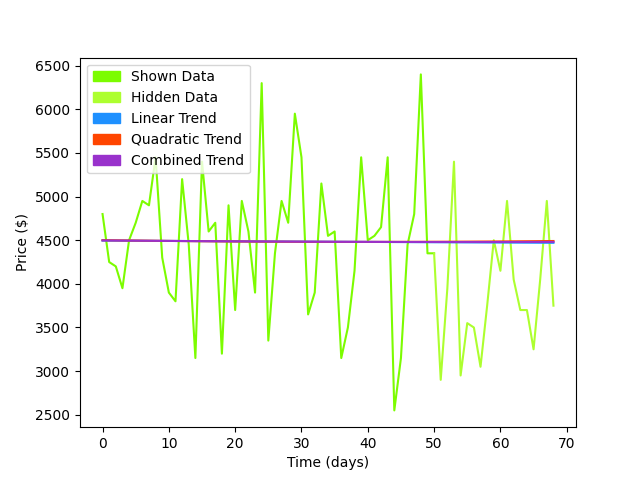 6500
6000
5500
5000
4500
4000
3500
3000
2500
Price ($)
Shown Data
Hidden Data
Linear Trend
Quadratic Trend
Combined Trend
0 10 20 30 40 50 60 70
Time (days)